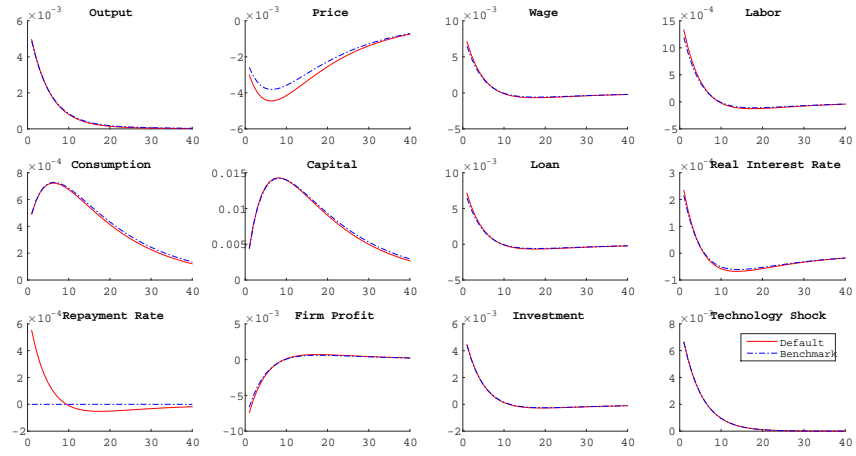 Output
×10⁻³
6
4
2
0
0 10 20 30 40
Price
×10⁻³
0
-2
-4
-6
0 10 20 30 40
Wage
×10⁻³
10
5
0
-5
0 10 20 30 40
Labor
×10⁻⁴
15
10
5
0
-5
0 10 20 30 40
Consumption
×10⁻⁴
8
6
4
2
0
0 10 20 30 40
Capital
0.015
0.01
0.005
0
0 10 20 30 40
Loan
×10⁻³
10
5
0
-5
0 10 20 30 40
Real Interest Rate
×10⁻⁴
3
2
1
0
-1
0 10 20 30 40
Repayment Rate
×10⁻⁴
6
4
2
0
-2
0 10 20 30 40
Firm Profit
×10⁻³
5
0
-5
-10
0 10 20 30 40
Investment
×10⁻³
6
4
2
0
-2
0 10 20 30 40
Technology Shock
×10⁻³
8
6
4
2
0
0 10 20 30 40
Default
Benchmark